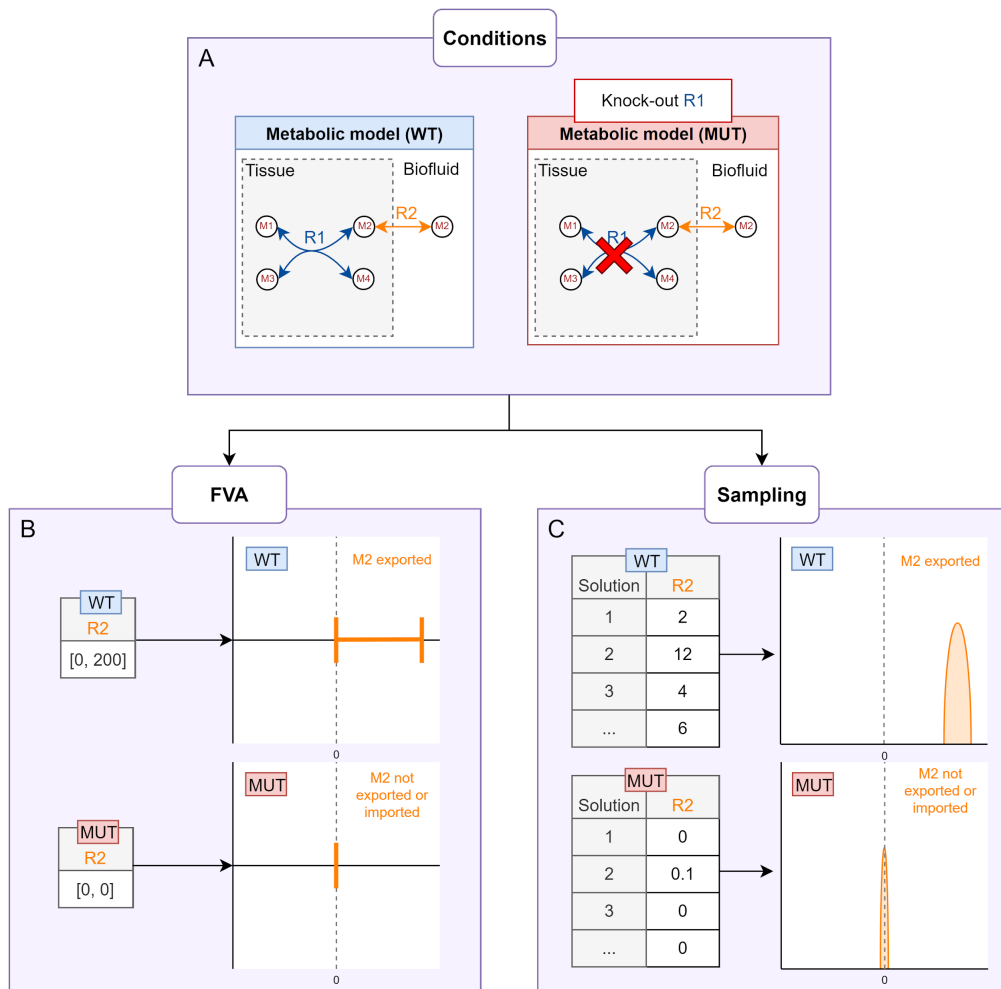 Conditions
A
Knock-out R1
Metabolic model (WT)
Tissue
Biofluid
M1
M2
R2
M2
R1
M3
M4
Metabolic model (MUT)
Tissue
Biofluid
M1
M2
R2
M2
R1
M3
M4
FVA
B
WT
R2
[0, 200]
WT
M2 exported
0
MUT
R2
[0, 0]
MUT
M2 not
exported or
imported
0
Sampling
C
WT
Solution R2
1 2
2 12
3 4
... 6
WT
M2 exported
0
MUT
Solution R2
1 0
2 0.1
3 0
... 0
MUT
M2 not
exported or
imported
0